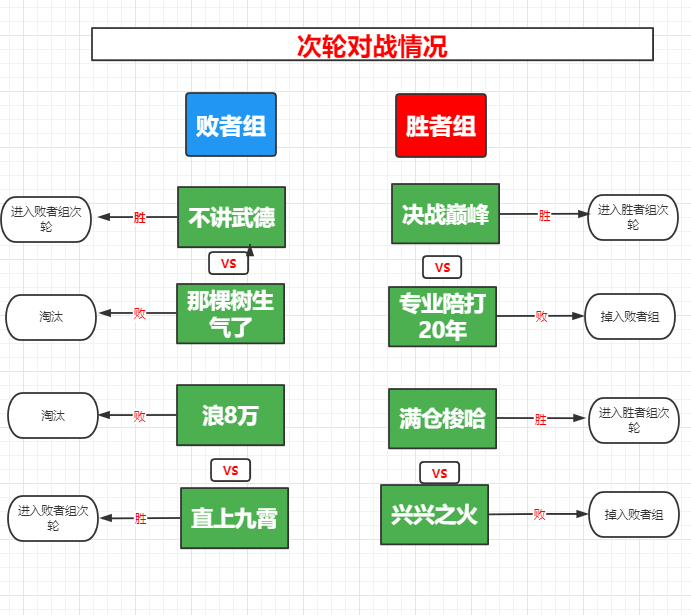 次轮对战情况
败者组
胜者组
进入败者组次
轮
胜
不讲武德
决战巅峰
胜
进入胜者组次
轮
VS
VS
淘汰
败
那棵树生
气了
专业陪打
20年
败
掉入败者组
淘汰
败
浪8万
满仓梭哈
胜
进入胜者组次
轮
VS
VS
进入败者组次
轮
胜
直上九霄
兴兴之火
败
掉入败者组